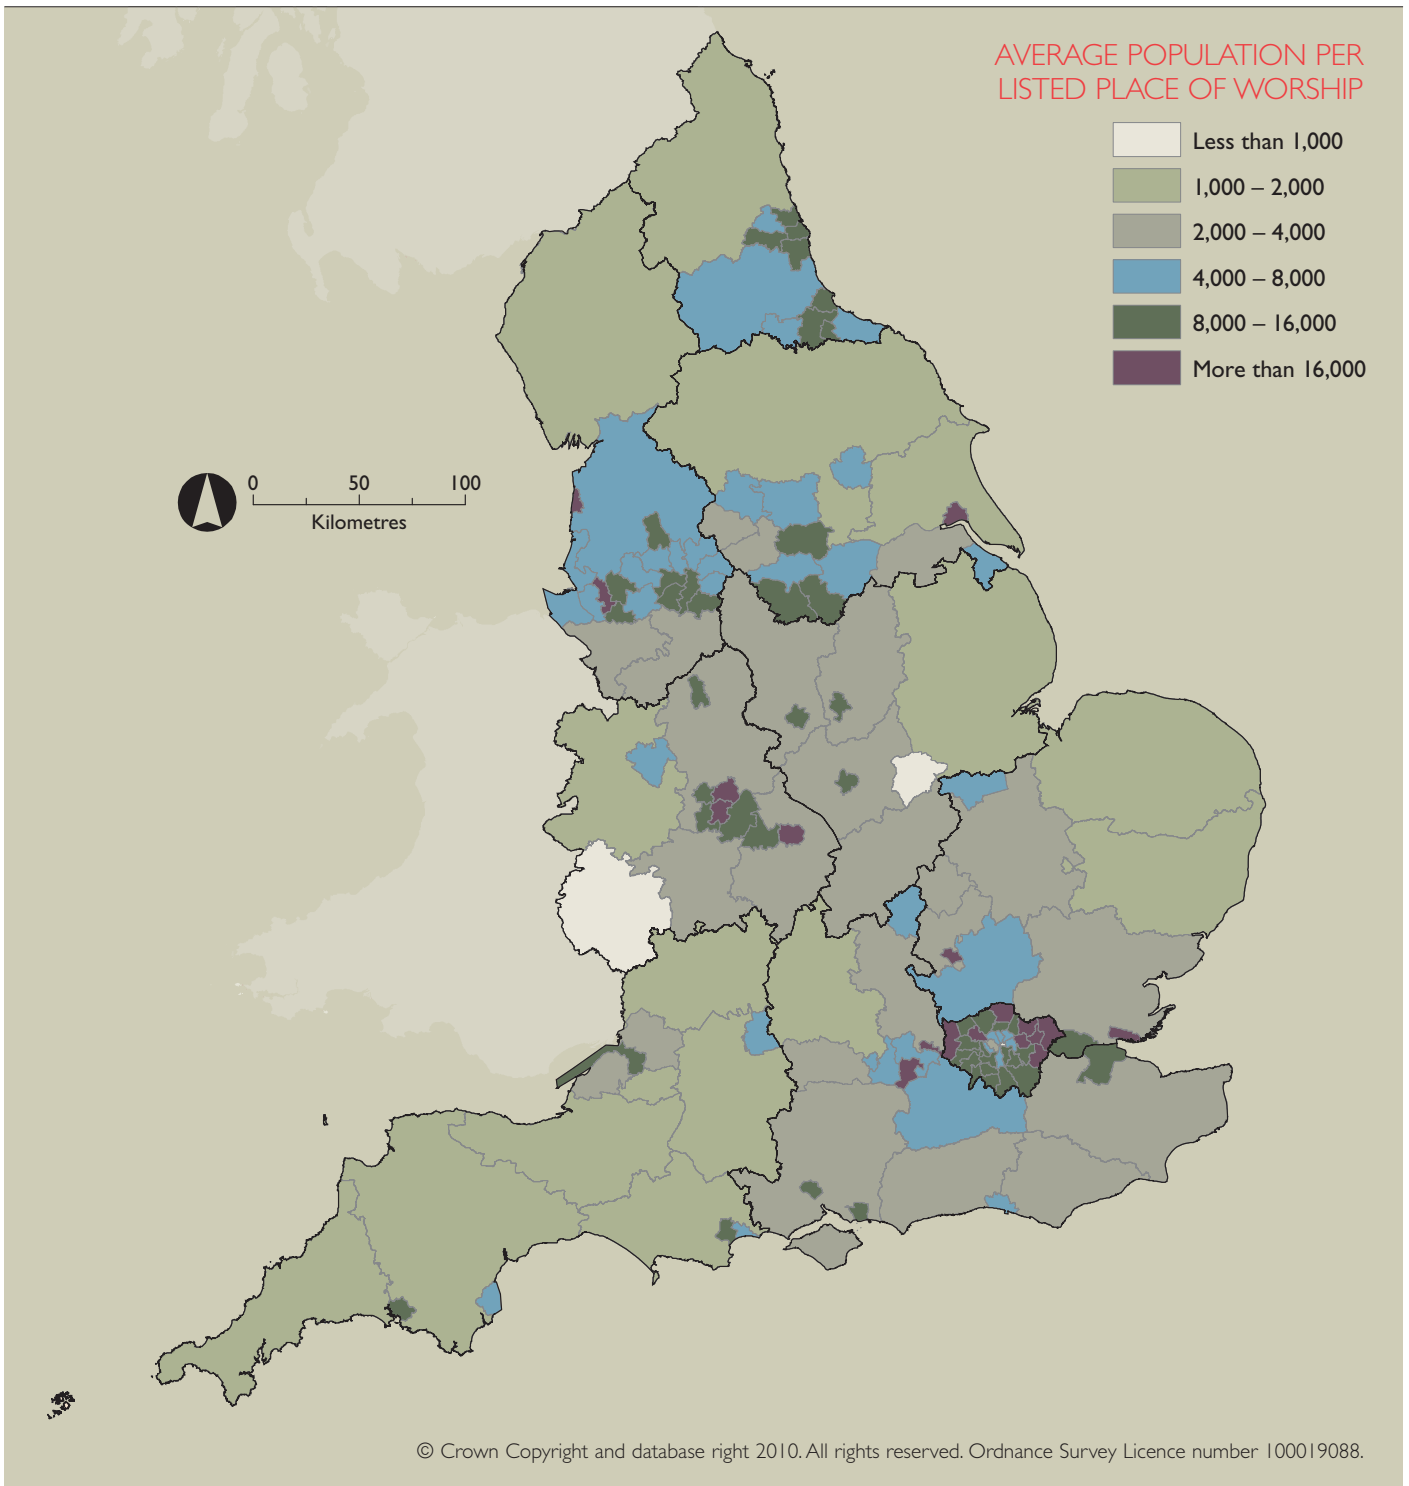 AVERAGE POPULATION PER
LISTED PLACE OF WORSHIP
Less than 1,000
1,000 – 2,000
2,000 – 4,000
4,000 – 8,000
8,000 – 16,000
More than 16,000
0 50 100
Kilometres
© Crown Copyright and database right 2010. All rights reserved. Ordnance Survey Licence number 100019088.